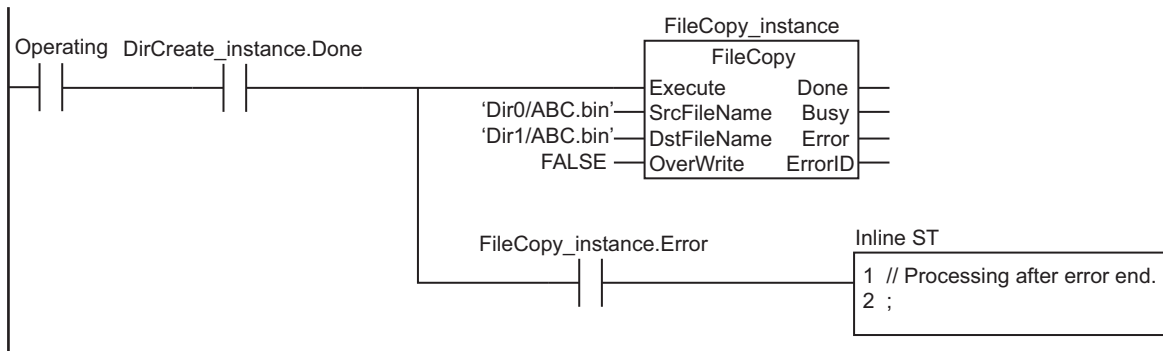 FileCopy_instance
Operating DirCreate_instance.Done
FileCopy
Execute Done
‘Dir0/ABC.bin’ SrcFileName Busy
‘Dir1/ABC.bin’ DstFileName Error
FALSE OverWrite ErrorID
FileCopy_instance.Error
Inline ST
1 // Processing after error end.
2 ;